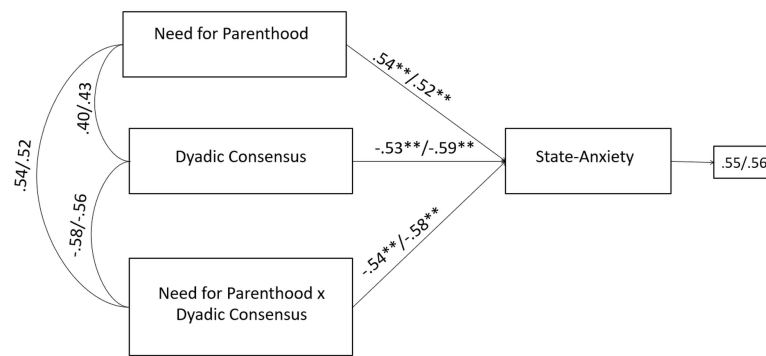 Need for Parenthood
.54**/.52**
.40/.43
.54/.52
Dyadic Consensus
-.53**/-.59**
State-Anxiety
.55/.56
-.58/-.56
-.54**/-.58**
Need for Parenthood x
Dyadic Consensus